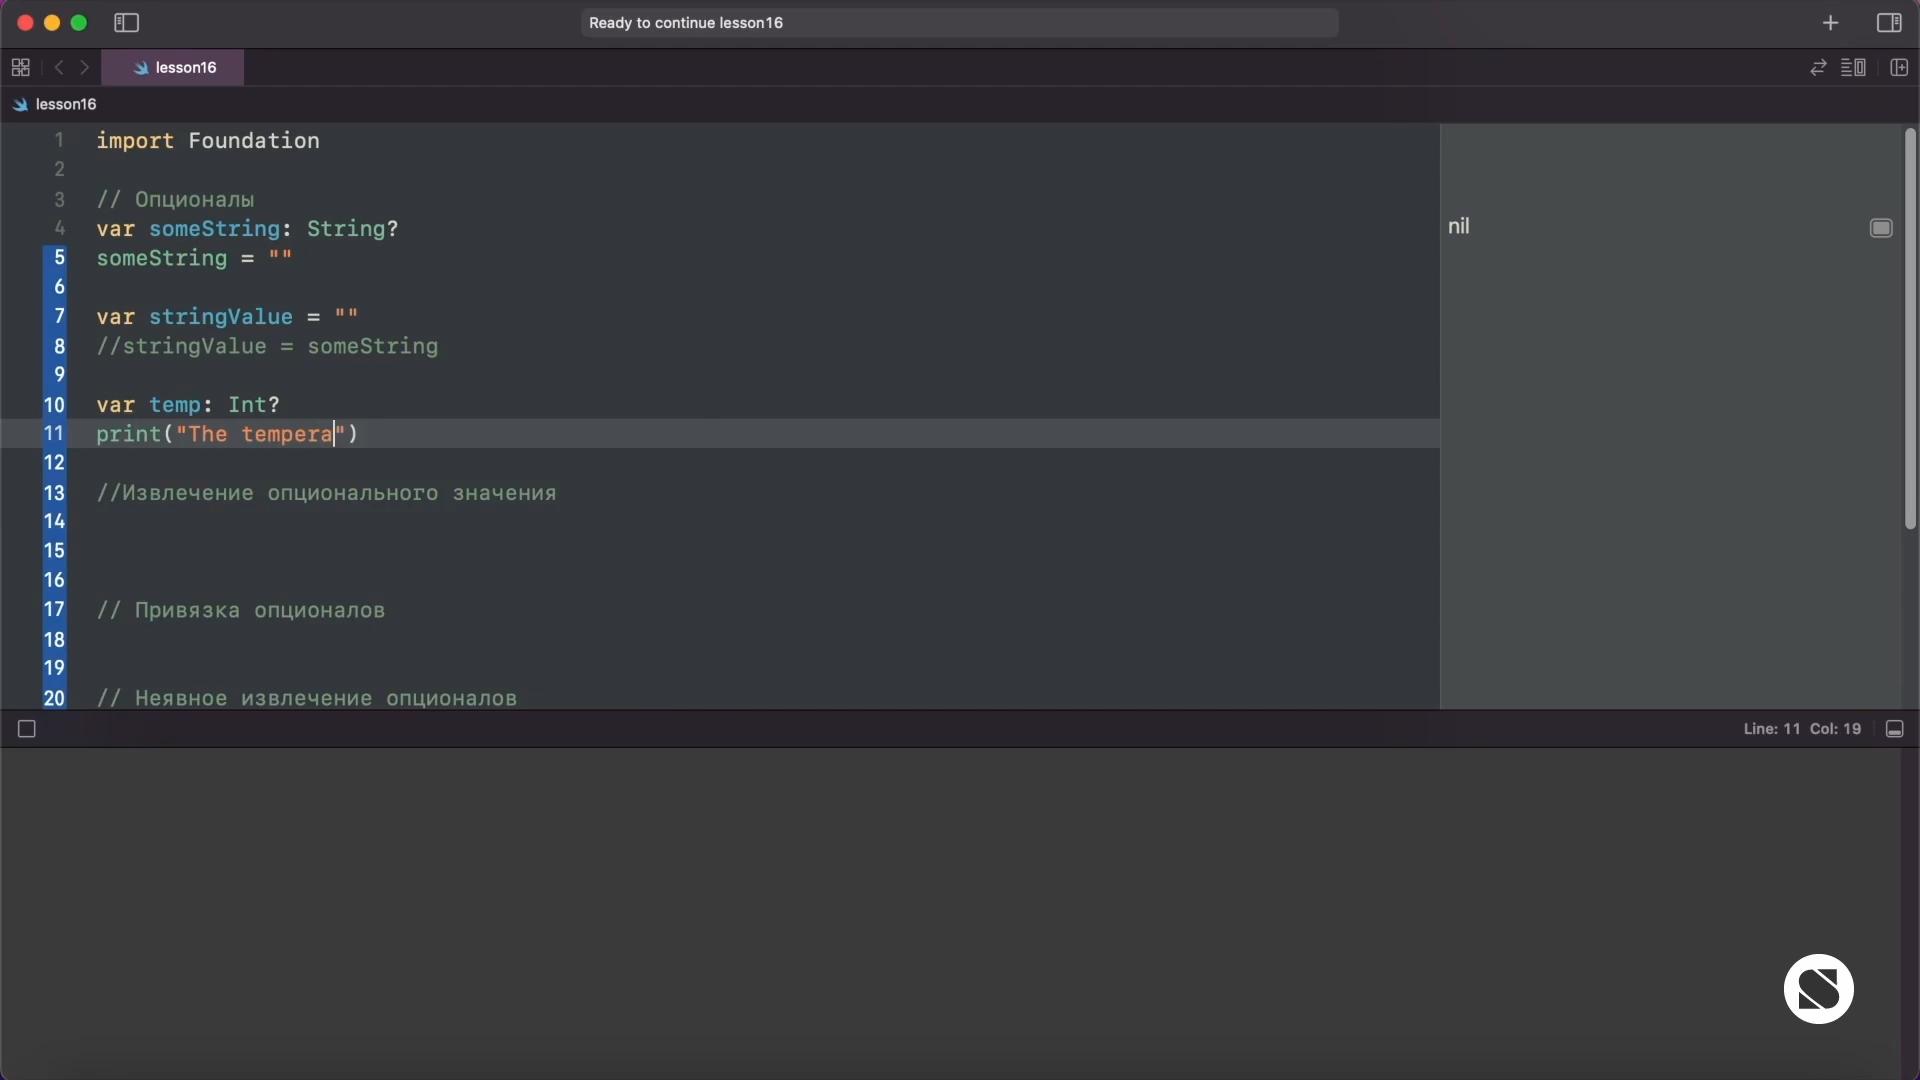 Ready to continue lesson16
lesson16
lesson16
1 import Foundation
2
3 // Опционалы
4 var someString: String?
nil
5 someString = ""
6
7 var stringValue = ""
8 //stringValue = someString
9
10 var temp: Int?
11 print("The tempera")
12
13 //Извлечение опционального значения
14
15
16
17 // Привязка опционалов
18
19
20 // Неявное извлечение опционалов
Line: 11 Col: 19